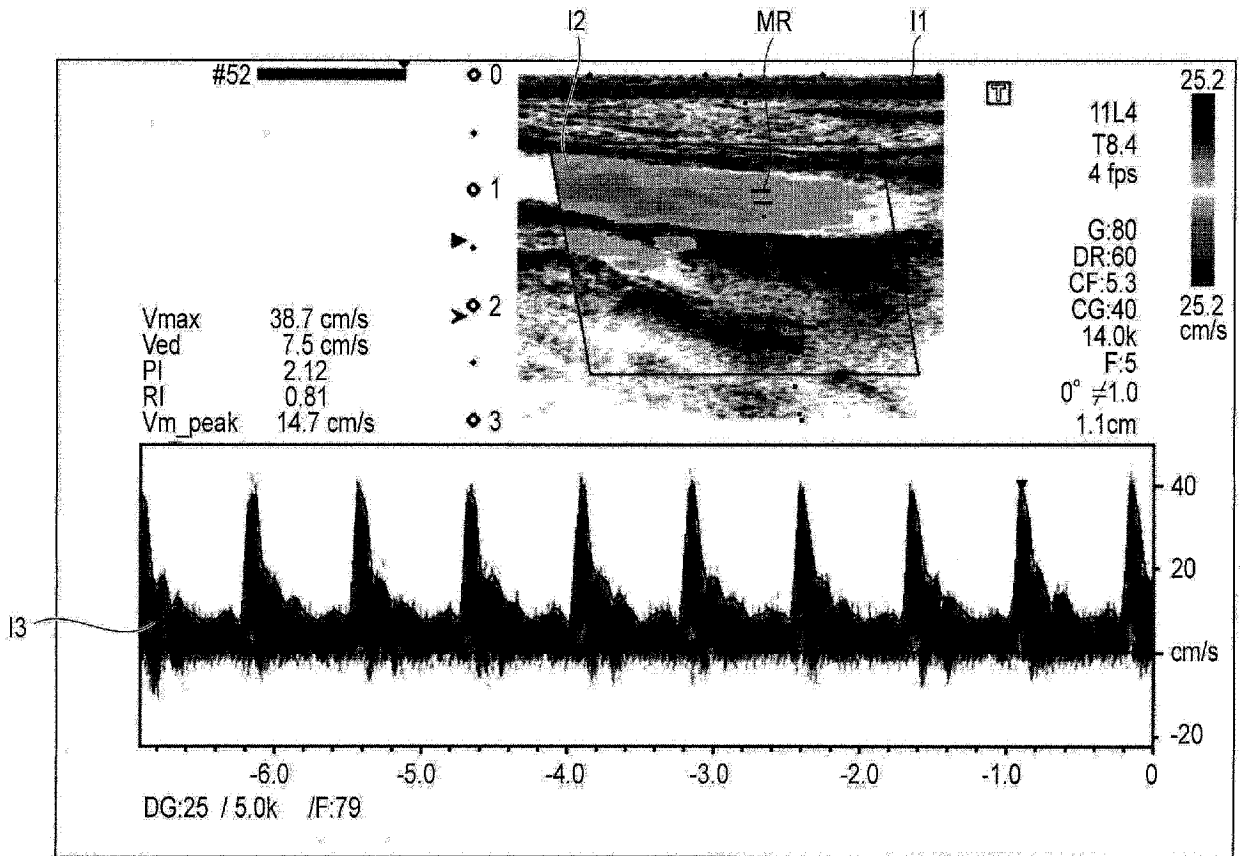 I2 MR I1
#52
0
1
2
3
T
11L4
T8.4
4 fps
G:80
DR:60
CF:5.3
CG:40
14.0k
F:5
0° ≠1.0
1.1cm
25.2
25.2
cm/s
Vmax 38.7 cm/s
Ved 7.5 cm/s
PI 2.12
RI 0.81
Vm_peak 14.7 cm/s
I3
40
20
cm/s
-20
-6.0 -5.0 -4.0 -3.0 -2.0 -1.0 0
DG:25 / 5.0k /F:79